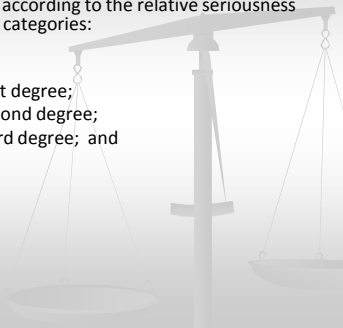 according to the relative seriousness
categories:
t degree;
ond degree;
rd degree; and